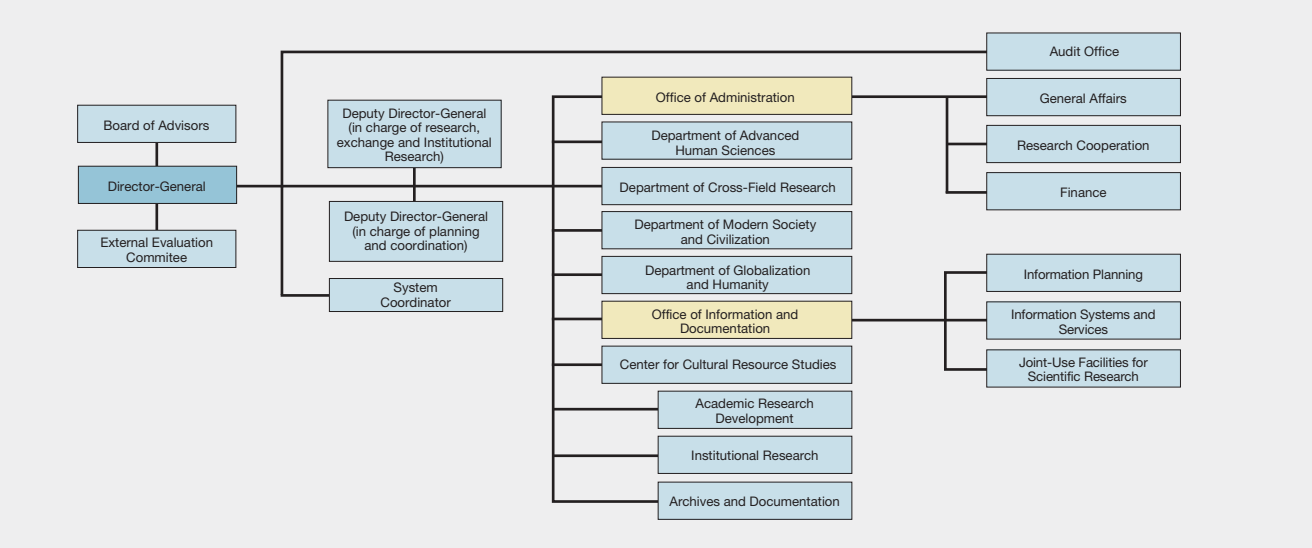 Board of Advisors
Director-General
External Evaluation
Commitee
Deputy Director-General
(in charge of research,
exchange and Institutional
Research)
Deputy Director-General
(in charge of planning
and coordination)
System
Coordinator
Office of Administration
Department of Advanced
Human Sciences
Department of Cross-Field Research
Department of Modern Society
and Civilization
Department of Globalization
and Humanity
Office of Information and
Documentation
Center for Cultural Resource Studies
Academic Research
Development
Institutional Research
Archives and Documentation
Audit Office
General Affairs
Research Cooperation
Finance
Information Planning
Information Systems and
Services
Joint-Use Facilities for
Scientific Research